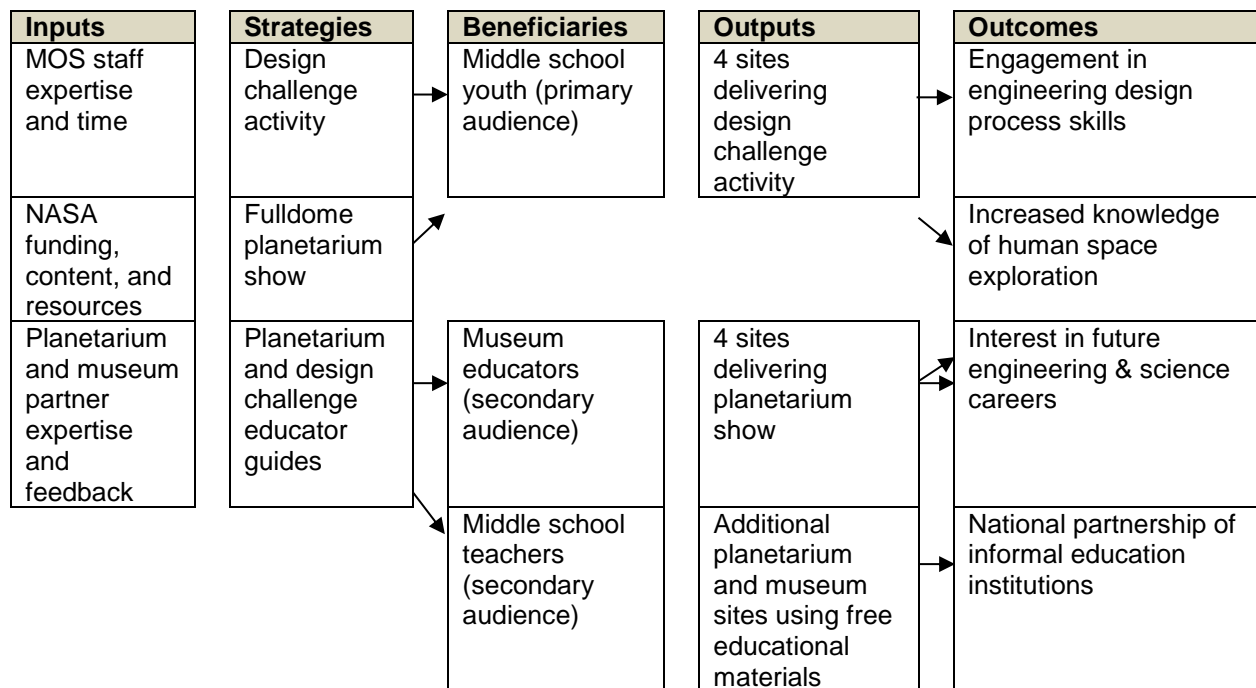 Inputs
MOS staff
expertise
and time
NASA
funding,
content, and
resources
Planetarium
and museum
partner
expertise
and
feedback
Strategies
Design
challenge
activity
Fulldome
planetarium
show
Planetarium
and design
challenge
educator
guides
Beneficiaries
Middle school
youth (primary
audience)
Museum
educators
(secondary
audience)
Middle school
teachers
(secondary
audience)
Outputs
4 sites
delivering
design
challenge
activity
4 sites
delivering
planetarium
show
Additional
planetarium
and museum
sites using free
educational
materials
Outcomes
Engagement in
engineering design
process skills
Increased knowledge
of human space
exploration
Interest in future
engineering & science
careers
National partnership of
informal education
institutions